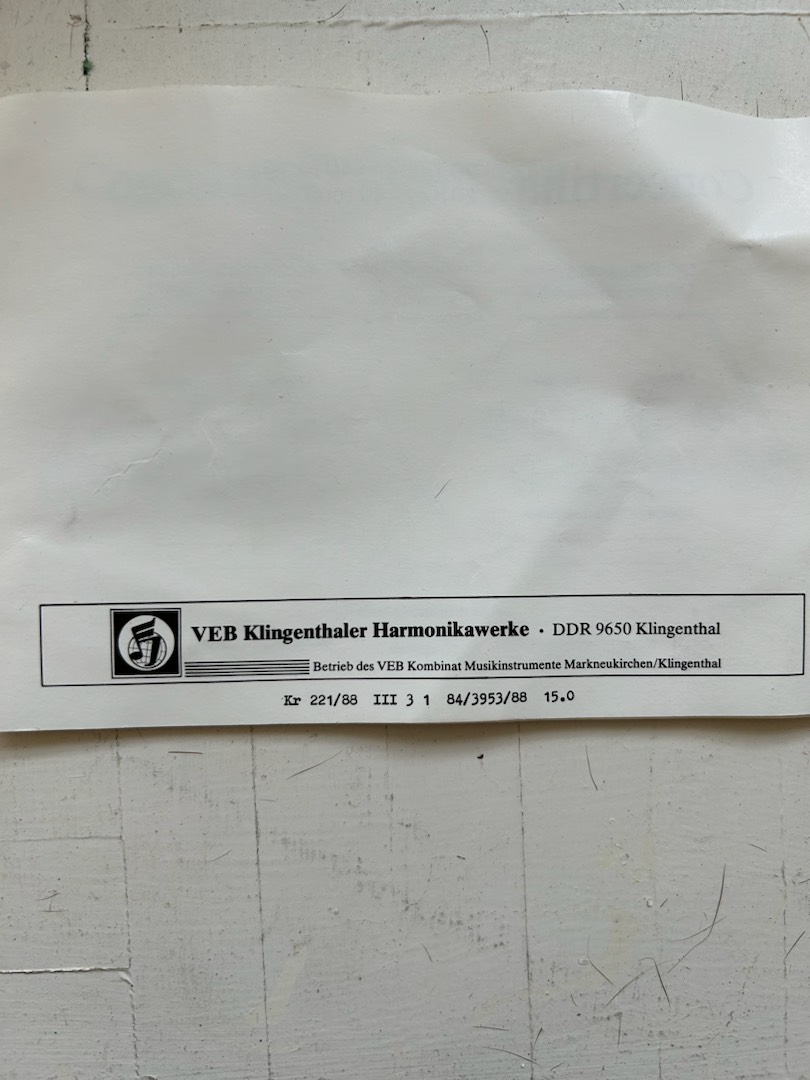 VEB Klingenthaler Harmonikawerke · DDR 9650 Klingenthal
Betrieb des VEB Kombinat Musikinstrumente Markneukirchen/Klingenthal
Kr 221/88 III 3 1 84/3953/88 15.0